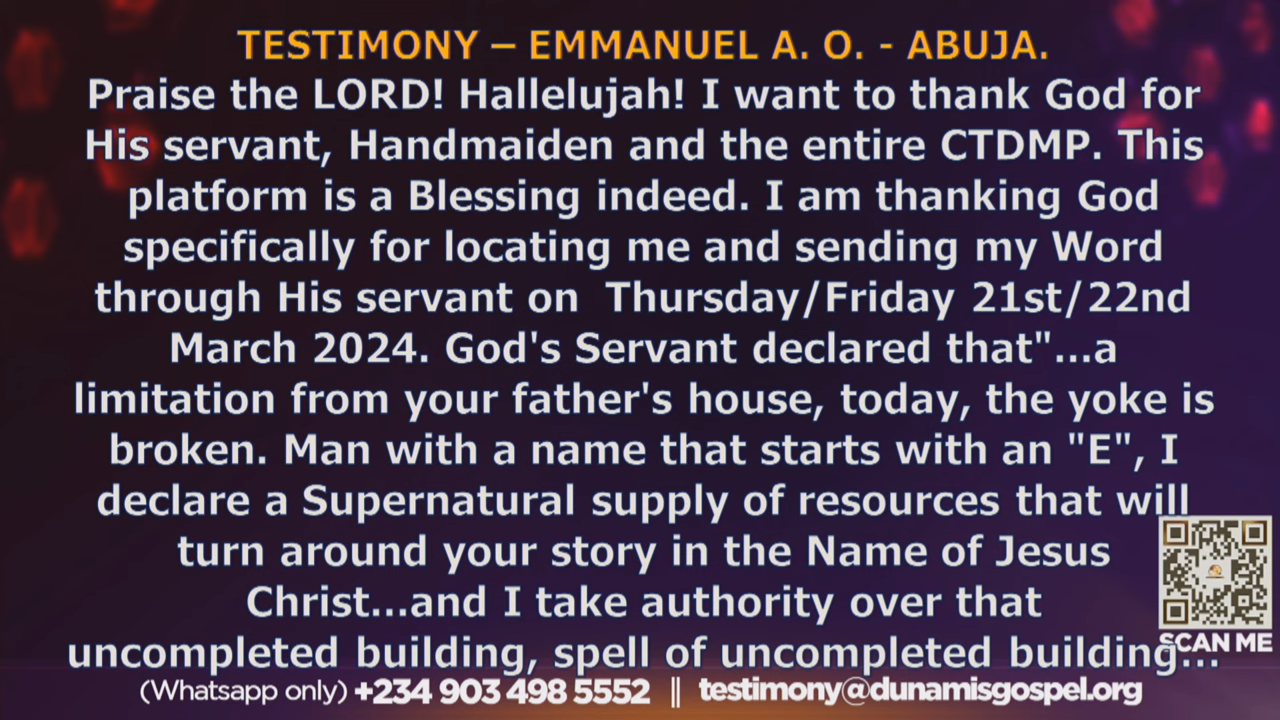 TESTIMONY – EMMANUEL A. O. - ABUJA.
Praise the LORD! Hallelujah! I want to thank God for
His servant, Handmaiden and the entire CTDMP. This
platform is a Blessing indeed. I am thanking God
specifically for locating me and sending my Word
through His servant on  Thursday/Friday 21st/22nd
March 2024. God's Servant declared that"...a
limitation from your father's house, today, the yoke is
broken. Man with a name that starts with an "E", I
declare a Supernatural supply of resources that will
turn around your story in the Name of Jesus
Christ...and I take authority over that
uncompleted building, spell of uncompleted building...
SCAN ME
(Whatsapp only) +234 903 498 5552 || testimony@dunamisgospel.org